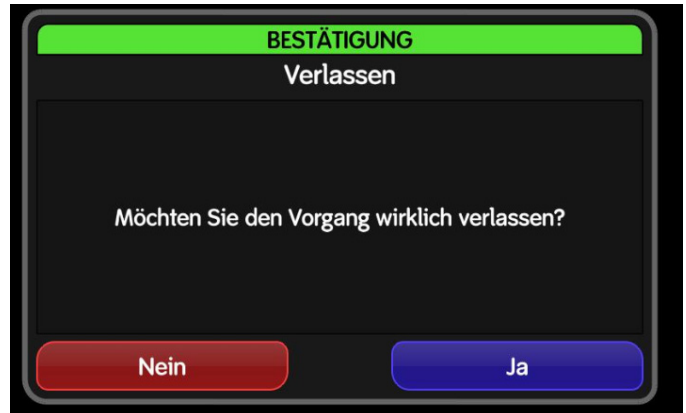 BESTÄTIGUNG
Verlassen
Möchten Sie den Vorgang wirklich verlassen?
Nein
Ja